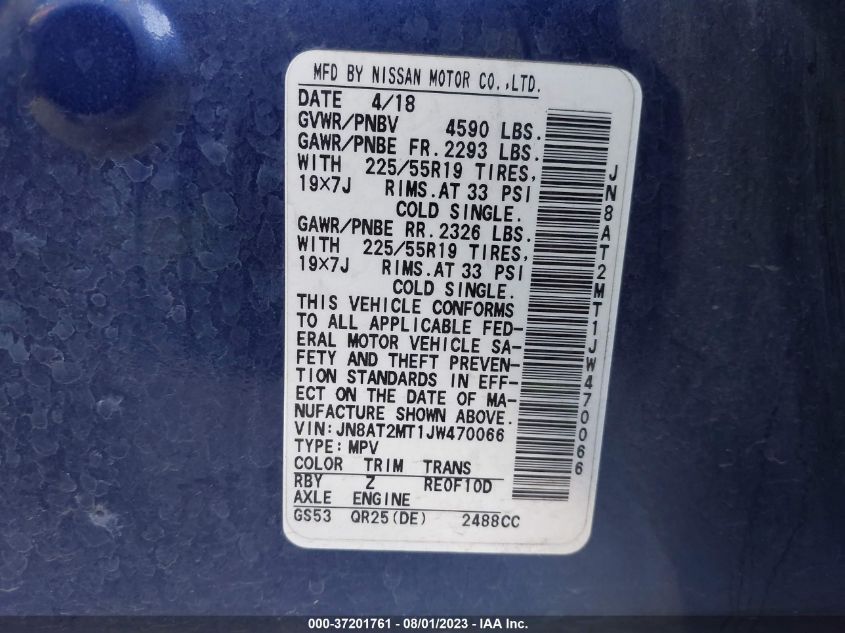 MFD BY NISSAN MOTOR CO.,LTD.
DATE 4/18
GVWR/PNBV 4590 LBS.
GAWR/PNBE FR.2293 LBS.
WITH 225/55R19 TIRES,
19×7J RIMS.AT 33 PSI
COLD SINGLE.
GAWR/PNBE RR.2326 LBS.
WITH 225/55R19 TIRES,
19×7J RIMS.AT 33 PSI
COLD SINGLE.
THIS VEHICLE CONFORMS
TO ALL APPLICABLE FED-
ERAL MOTOR VEHICLE SA-
FETY AND THEFT PREVEN-
TION STANDARDS IN EFF-
ECT ON THE DATE OF MA-
NUFACTURE SHOWN ABOVE.
VIN:JN8AT2MT1JW470066
TYPE:MPV
COLOR TRIM TRANS
RBY Z RE0F10D
AXLE ENGINE
GS53 QR25(DE) 2488CC
JN8AT2MT1JW470066
000-37201761 - 08/01/2023 - IAA Inc.